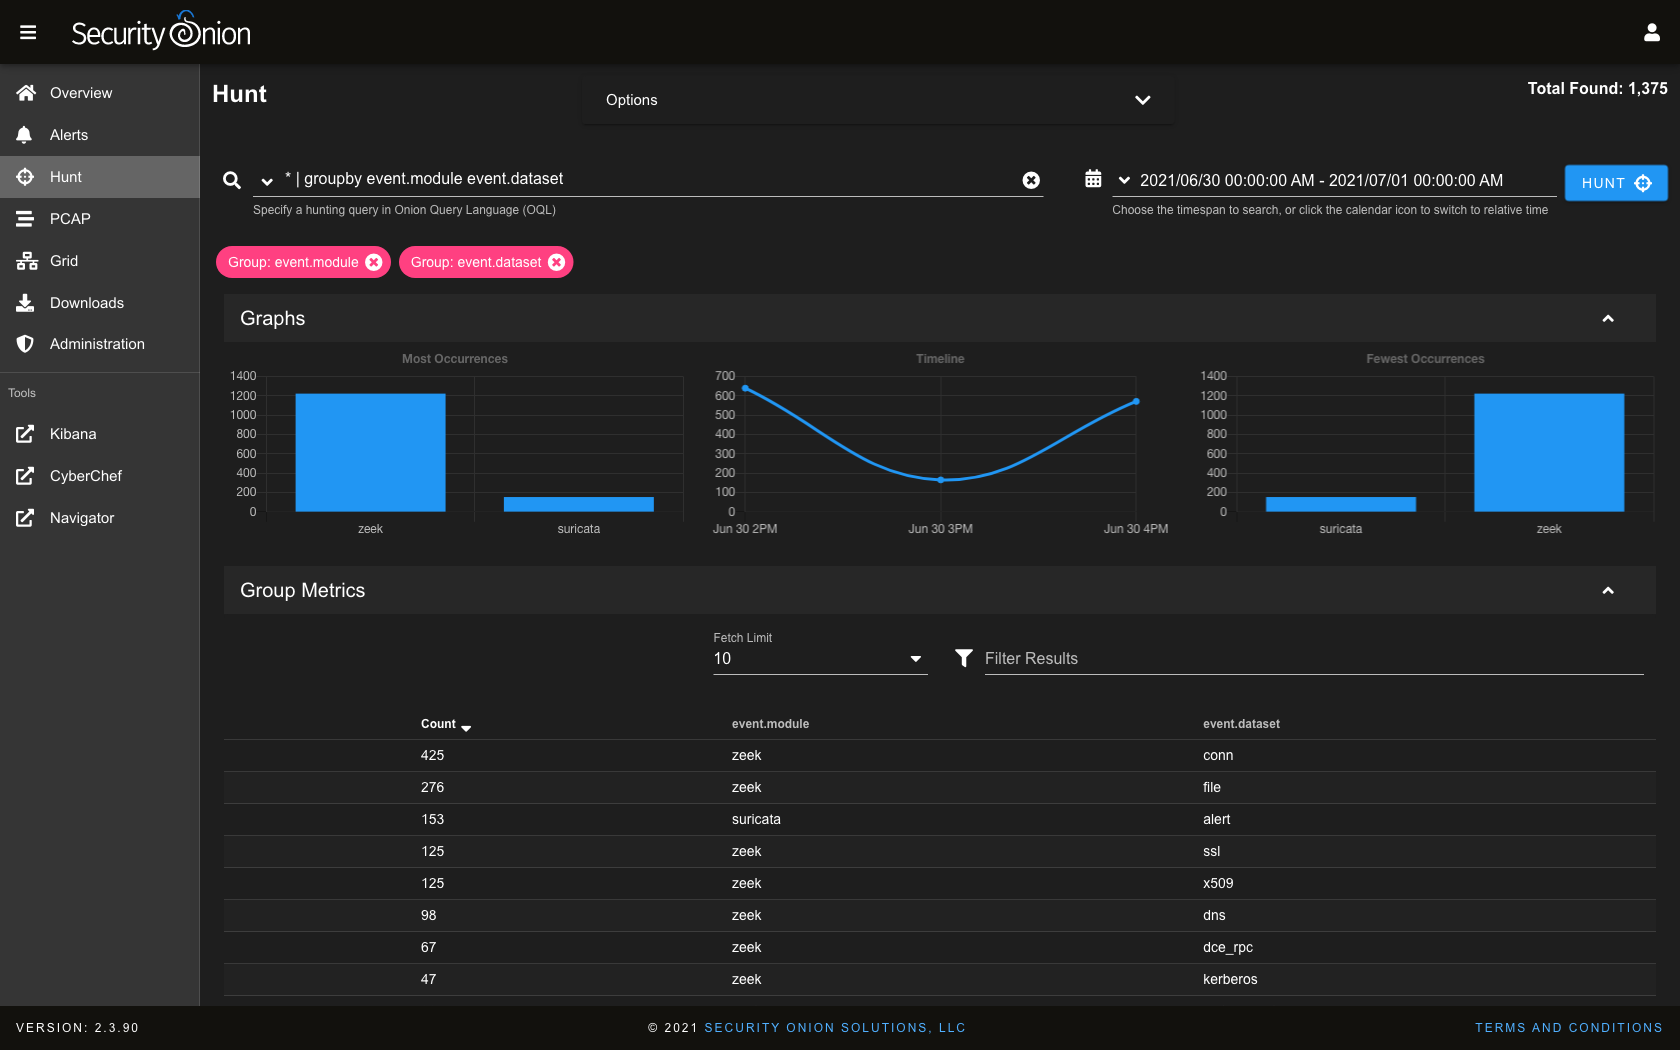 Security Onion
Overview
Alerts
Hunt
PCAP
Grid
Downloads
Administration
Tools
Kibana
CyberChef
Navigator
Hunt
Options
Total Found: 1,375
* | groupby event.module event.dataset
Specify a hunting query in Onion Query Language (OQL)
2021/06/30 00:00:00 AM - 2021/07/01 00:00:00 AM
Choose the timespan to search, or click the calendar icon to switch to relative time
HUNT
Group: event.module
Group: event.dataset
Graphs
Most Occurrences
1400
1200
1000
800
600
400
200
0
zeek
suricata
Timeline
700
600
500
400
300
200
100
0
Jun 30 2PM
Jun 30 3PM
Jun 30 4PM
Fewest Occurrences
1400
1200
1000
800
600
400
200
0
suricata
zeek
Group Metrics
Fetch Limit
10
Filter Results
Count event.module event.dataset
425 zeek conn
276 zeek file
153 suricata alert
125 zeek ssl
125 zeek x509
98 zeek dns
67 zeek dce_rpc
47 zeek kerberos
VERSION: 2.3.90
© 2021 SECURITY ONION SOLUTIONS, LLC
TERMS AND CONDITIONS